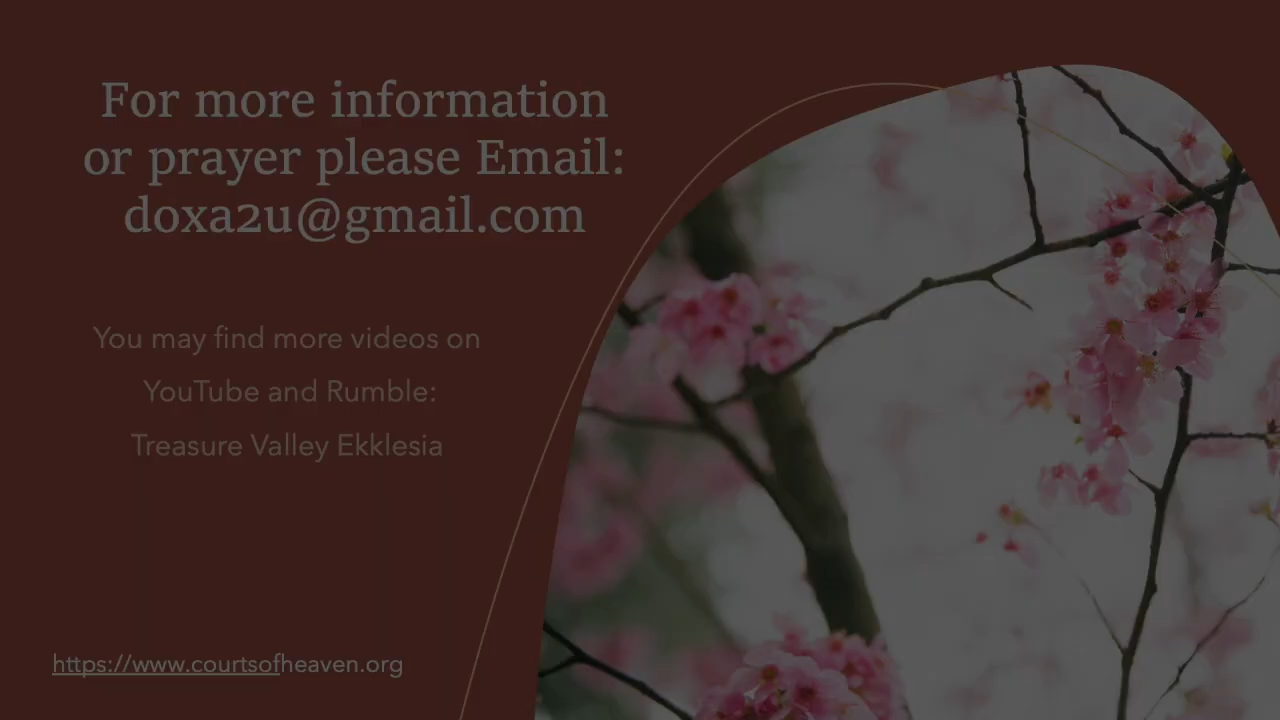 For more information
or prayer please Email:
doxa2u@gmail.com
You may find more videos on
YouTube and Rumble:
Treasure Valley Ekklesia
https://www.courtsofheaven.org